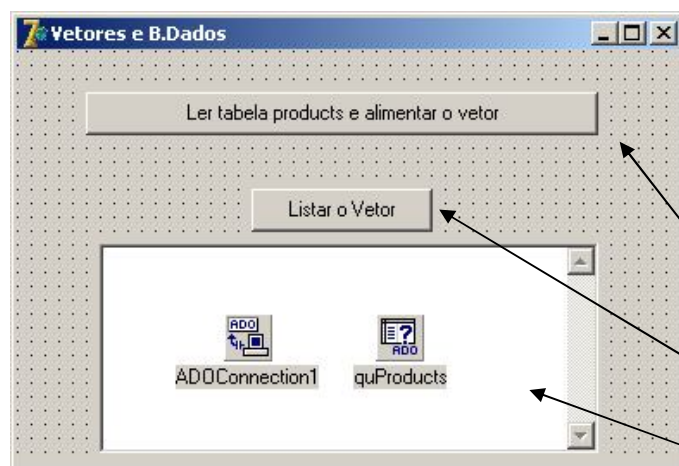 Vetores e B.Dados
Ler tabela products e alimentar o vetor
Listar o Vetor
ADO
ADO
ADOConnection1 quProducts